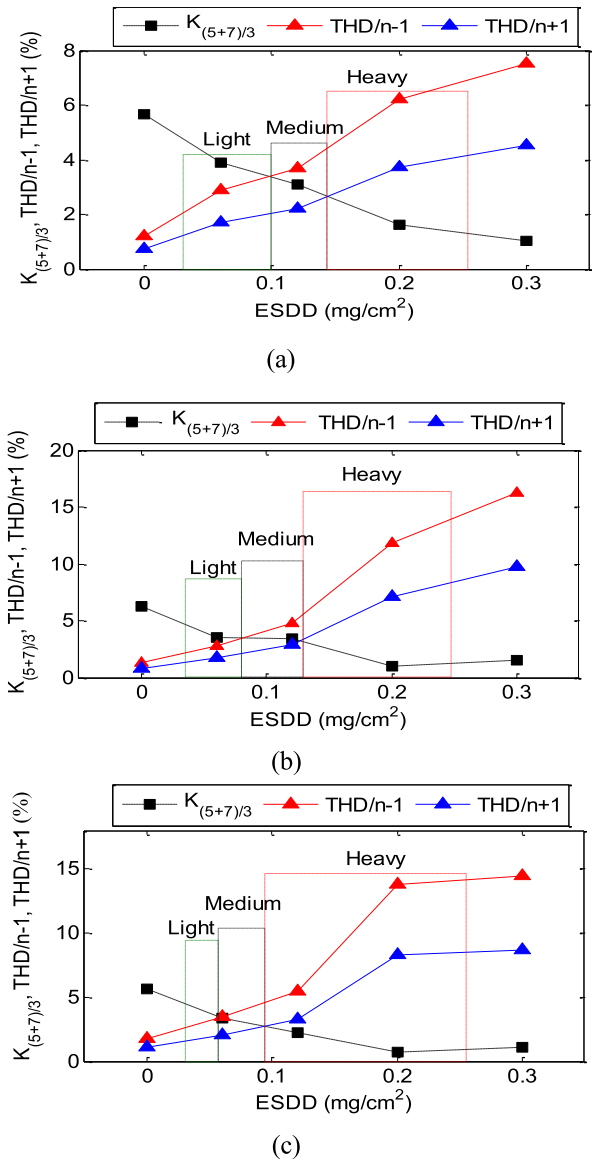 K(5+7)/3 THD/n-1 THD/n+1
K(5+7)/3, THD/n-1, THD/n+1 (%)
8
6
4
2
0
Heavy
Medium
Light
0 0.1 0.2 0.3
ESDD (mg/cm2)
(a)
K(5+7)/3 THD/n-1 THD/n+1
K(5+7)/3, THD/n-1, THD/n+1 (%)
20
15
10
5
0
Heavy
Medium
Light
0 0.1 0.2 0.3
ESDD (mg/cm2)
(b)
K(5+7)/3 THD/n-1 THD/n+1
K(5+7)/3, THD/n-1, THD/n+1 (%)
15
10
5
0
Heavy
Medium
Light
0 0.1 0.2 0.3
ESDD (mg/cm2)
(c)